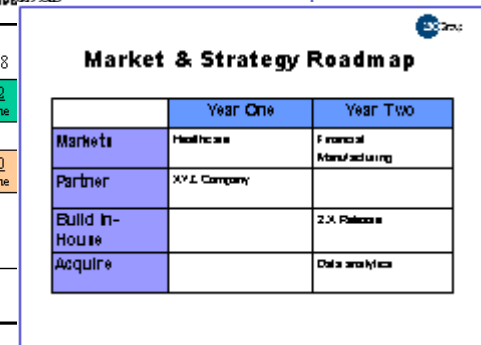 8
Market & Strategy Roadmap
Year One Year Two
Markets Healthcare Financial
Manufacturing
Partner XYZ Company
Build In- 2.X Release
House
Acquire Data analytics